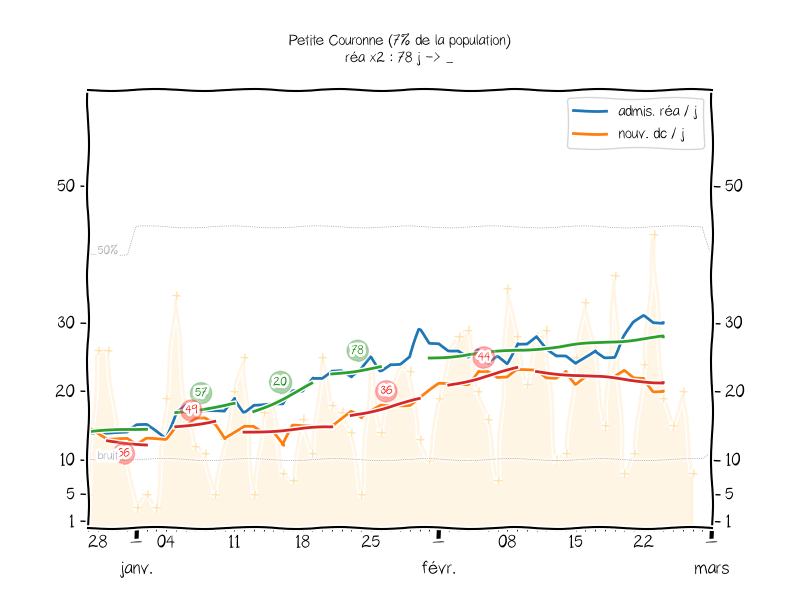 Petite Couronne (7% de la population)
réa x2 : 78 j -> _
admis. réa / j
nouv. dc / j
50 50
50%
30 30
78
44
20 57 20 36 20
49
66
10 bruit 10
5 5
1 1
28 04 11 18 25 08 15 22
janv. févr. mars